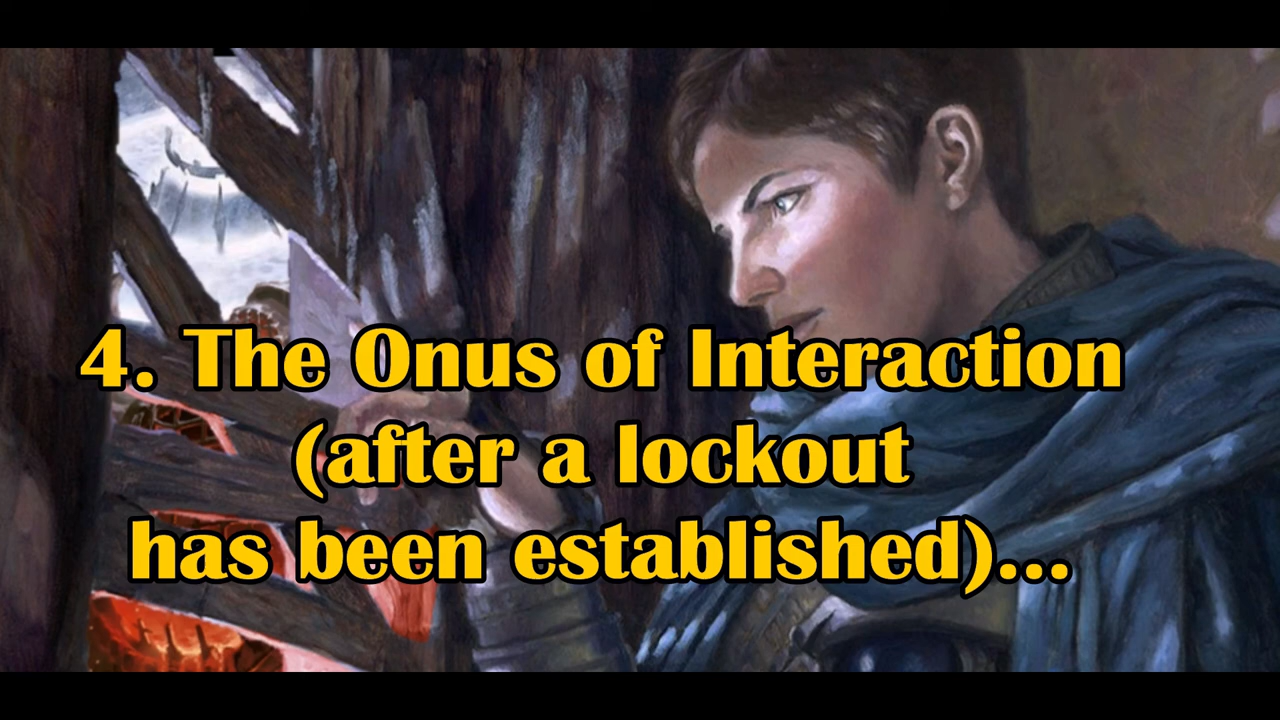 4. The Onus of Interaction
(after a lockout
has been established)...